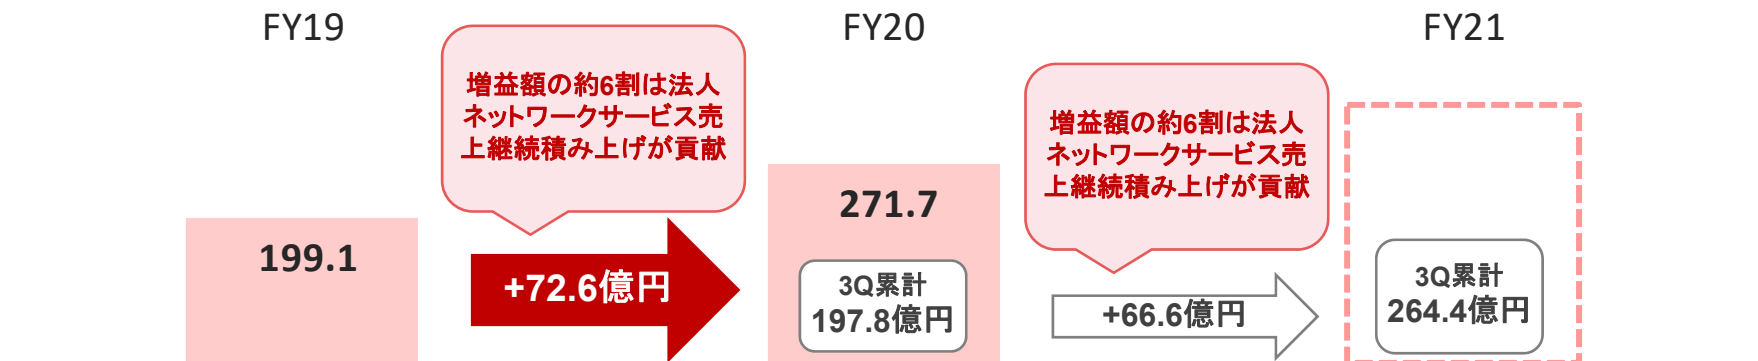 FY19
FY20
FY21
増益額の約6割は法人
ネットワークサービス売
上継続積み上げが貢献
増益額の約6割は法人
ネットワークサービス売
上継続積み上げが貢献
199.1
+72.6億円
271.7
3Q累計
197.8億円
+66.6億円
3Q累計
264.4億円